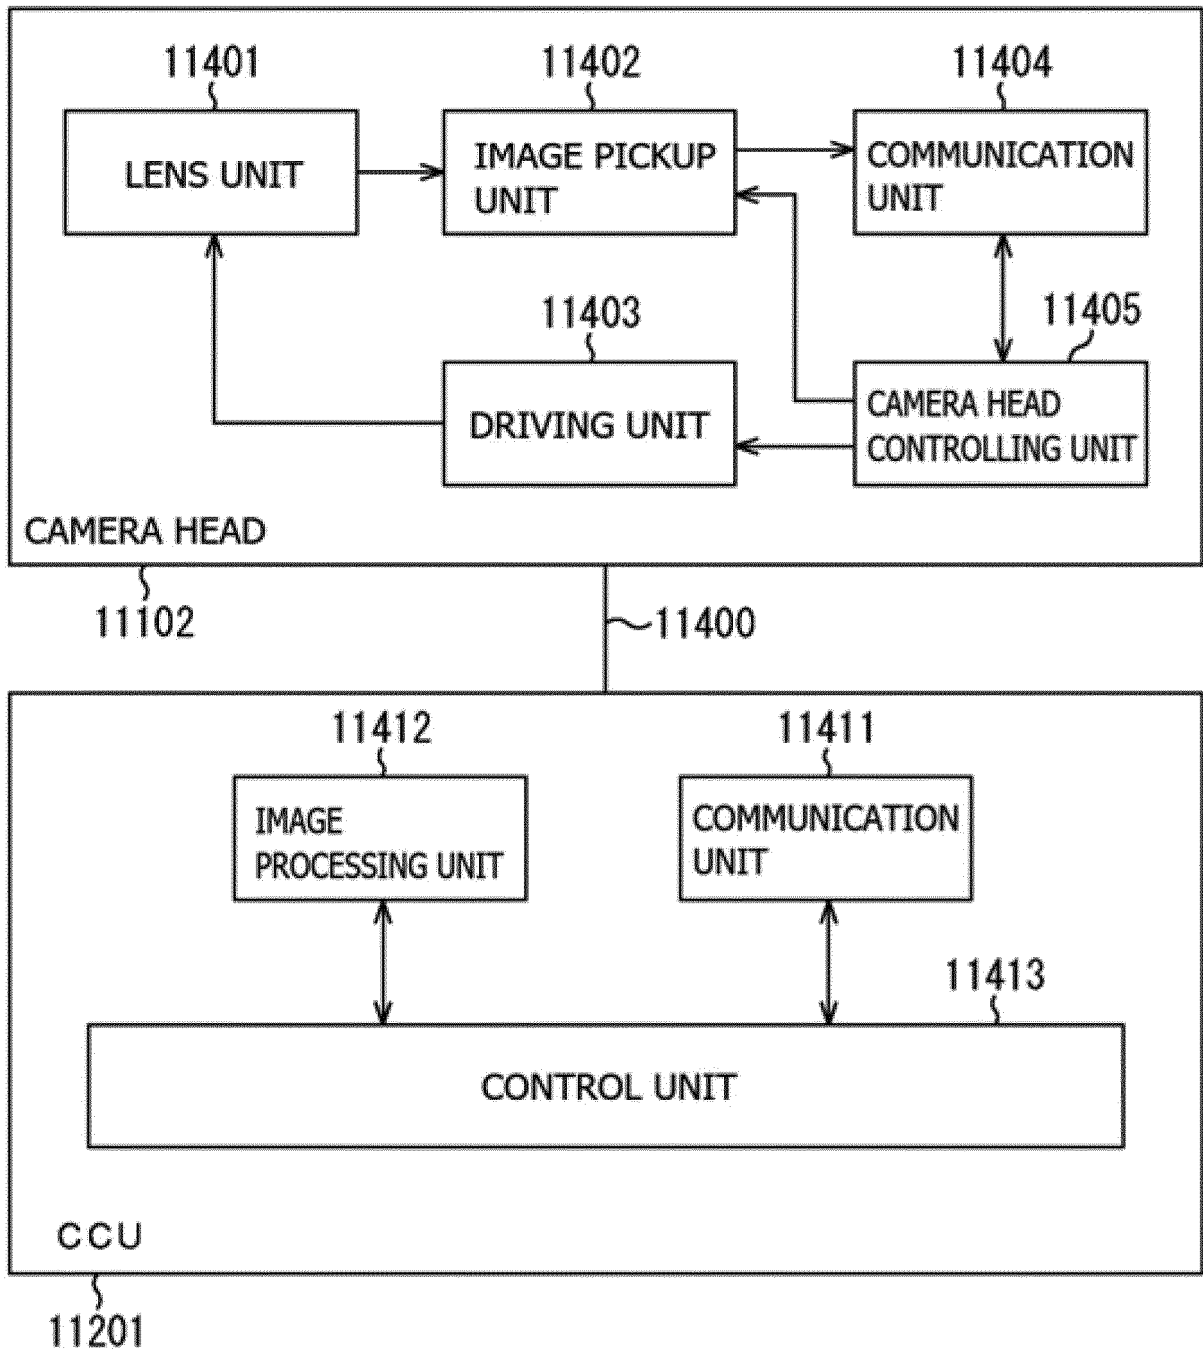 11401
11402
11404
LENS UNIT
IMAGE PICKUP
UNIT
COMMUNICATION
UNIT
11403
11405
DRIVING UNIT
CAMERA HEAD
CONTROLLING UNIT
CAMERA HEAD
11102
11400
11412
11411
IMAGE
PROCESSING UNIT
COMMUNICATION
UNIT
11413
CONTROL UNIT
CCU
11201